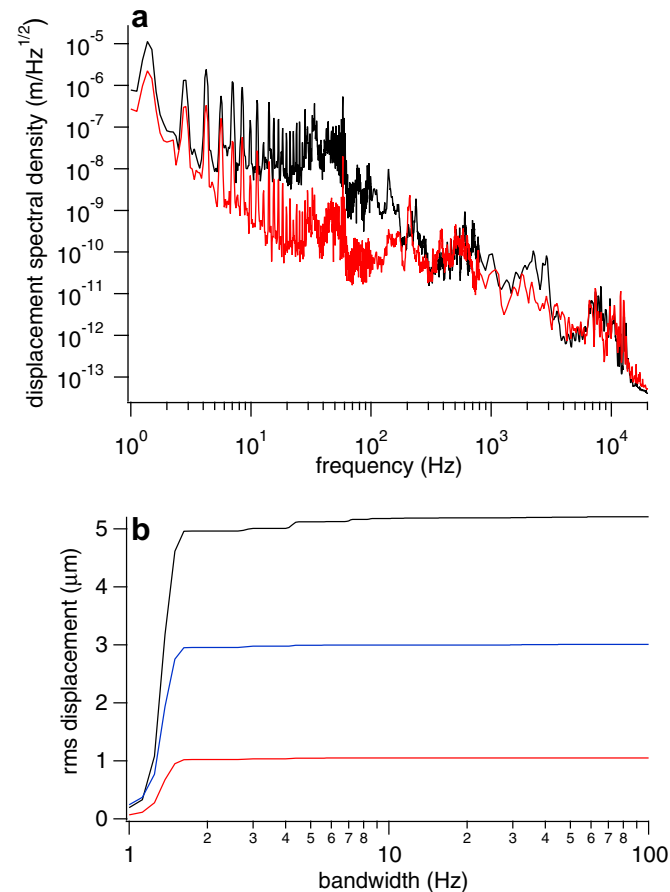 a
displacement spectral density (m/Hz^1/2)
10^-5
10^-6
10^-7
10^-8
10^-9
10^-10
10^-11
10^-12
10^-13
10^0 10^1 10^2 10^3 10^4
frequency (Hz)
b
rms displacement (μm)
5
4
3
2
1
0
1 2 3 4 5 6 7 8 10 2 3 4 5 6 7 8 100
bandwidth (Hz)